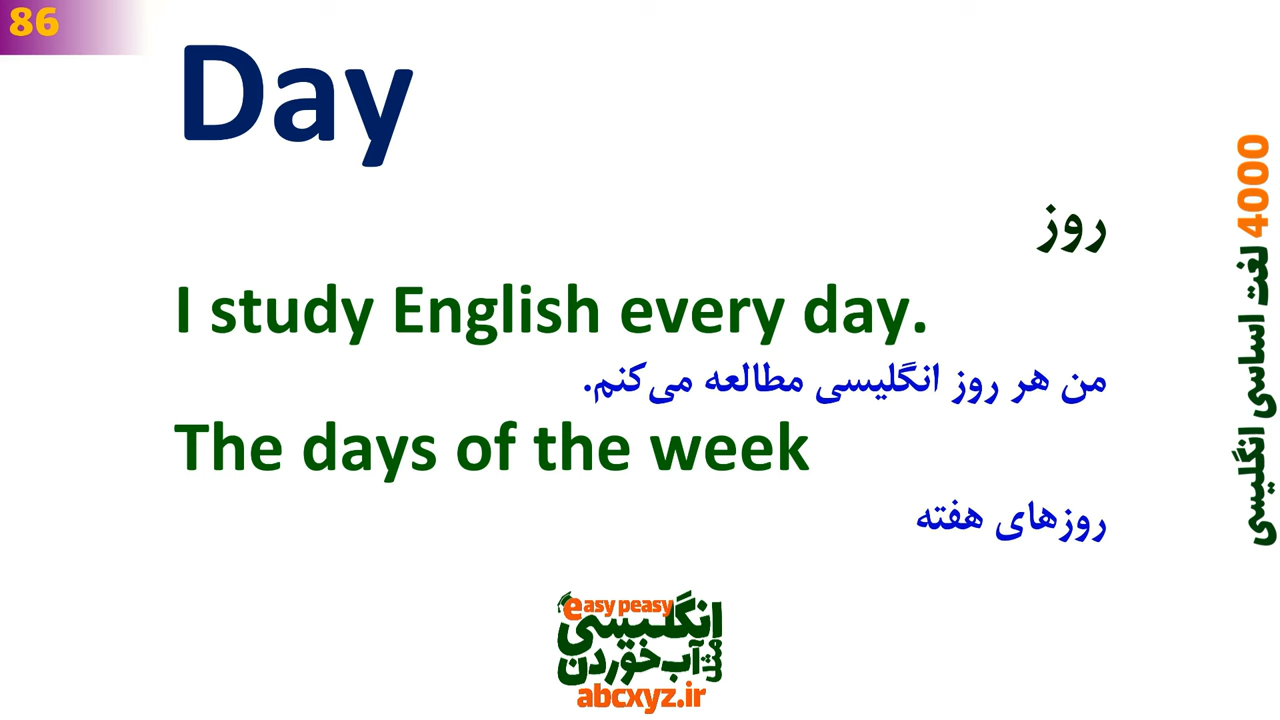 86
Day
روز
I study English every day.
من هر روز انگلیسی مطالعه می‌کنم.
The days of the week
روزهای هفته
4000 لغت اساسی انگلیسی
easy peasy
انگلیسی
مثل آب خوردن
abcxyz.ir